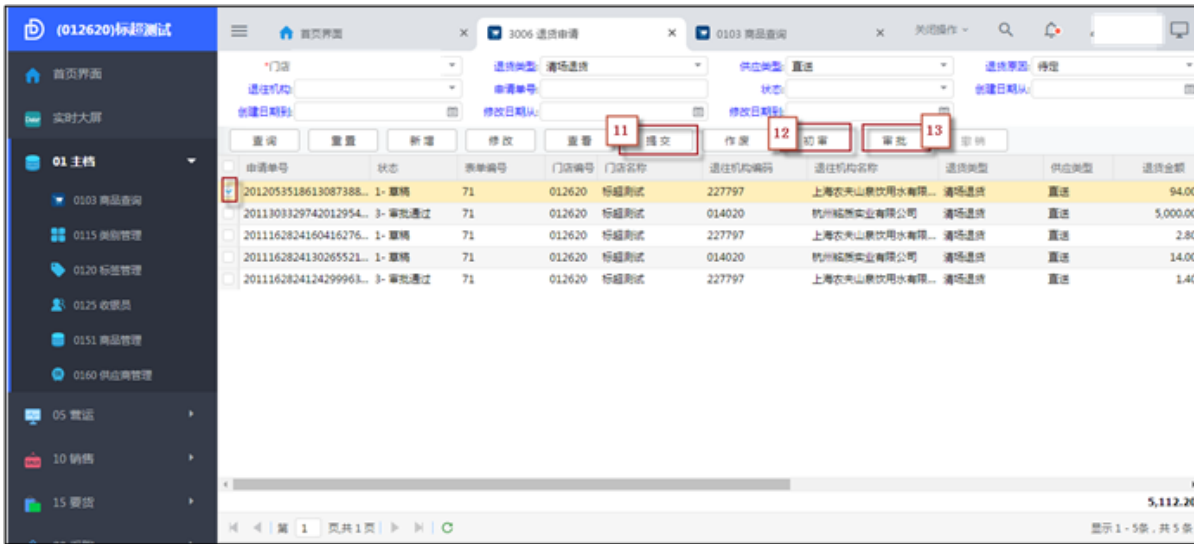 (012620)标超测试
首页界面
3006 退货申请
0103 商品查询
关闭操作
首页界面
实时大屏
01 主档
0103 商品查询
0115 类别管理
0120 标签管理
0125 收银员
0151 商品管理
0160 供应商管理
05 营运
10 销售
15 要货
*门店 退货类型: 清场退货 供应类型: 直送 退货原因: 待定
退往机构: 申请单号: 状态: 创建日期从:
创建日期到: 修改日期从: 修改日期到:
查询 重置 新增 修改 查看 11 提交 作废 12 初审 审批 13 撤销
申请单号 状态 表单编号 门店编号 门店名称 退往机构编码 退往机构名称 退货类型 供应类型 退货金额
2012053518613087388... 1- 草稿 71 012620 标超测试 227797 上海农夫山泉饮用水有限... 清场退货 直送 94.00
2011303329742012954... 3- 审批通过 71 012620 标超测试 014020 杭州铭质实业有限公司 清场退货 直送 5,000.00
2011162824160416276... 1- 草稿 71 012620 标超测试 227797 上海农夫山泉饮用水有限... 清场退货 直送 2.80
2011162824130265521... 1- 草稿 71 012620 标超测试 014020 杭州铭质实业有限公司 清场退货 直送 14.00
2011162824124299963... 3- 审批通过 71 012620 标超测试 227797 上海农夫山泉饮用水有限... 清场退货 直送 1.40
5,112.20
第 1 页,共1页
显示 1 - 5条，共 5 条